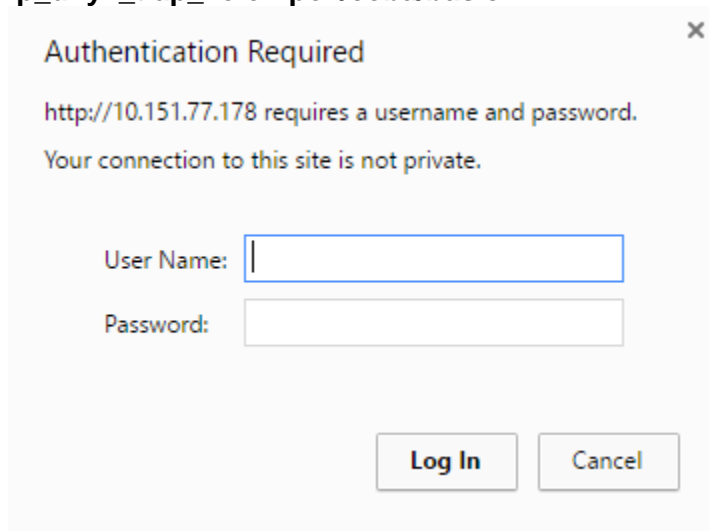 Authentication Required
http://10.151.77.178 requires a username and password.
Your connection to this site is not private.
User Name:
Password:
Log In
Cancel